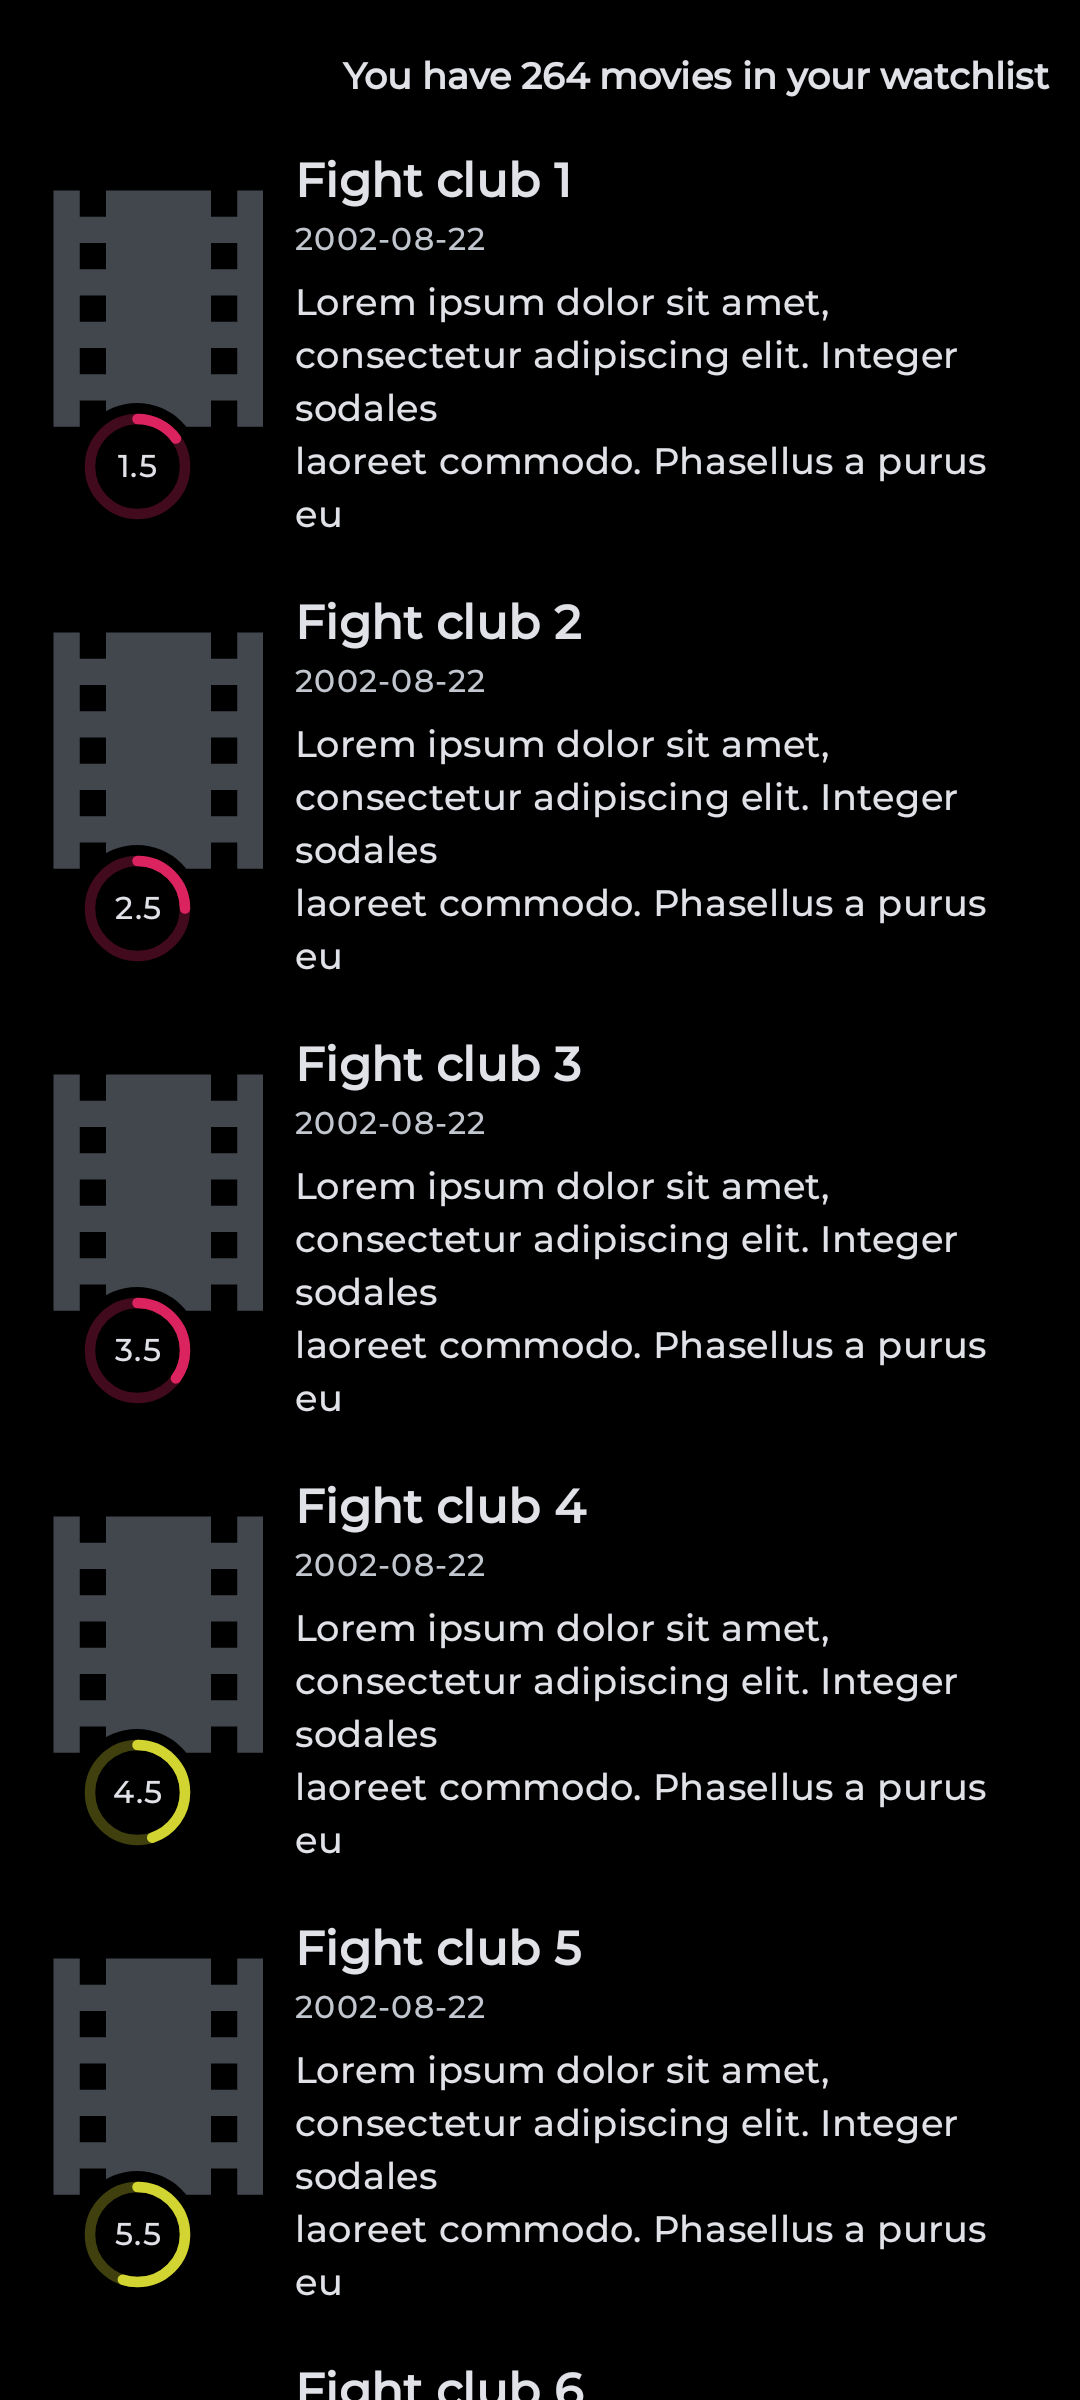 You have 264 movies in your watchlist
Fight club 1
2002-08-22
Lorem ipsum dolor sit amet,
consectetur adipiscing elit. Integer
sodales
laoreet commodo. Phasellus a purus
eu
1.5
Fight club 2
2002-08-22
Lorem ipsum dolor sit amet,
consectetur adipiscing elit. Integer
sodales
laoreet commodo. Phasellus a purus
eu
2.5
Fight club 3
2002-08-22
Lorem ipsum dolor sit amet,
consectetur adipiscing elit. Integer
sodales
laoreet commodo. Phasellus a purus
eu
3.5
Fight club 4
2002-08-22
Lorem ipsum dolor sit amet,
consectetur adipiscing elit. Integer
sodales
laoreet commodo. Phasellus a purus
eu
4.5
Fight club 5
2002-08-22
Lorem ipsum dolor sit amet,
consectetur adipiscing elit. Integer
sodales
laoreet commodo. Phasellus a purus
eu
5.5
Fight club 6